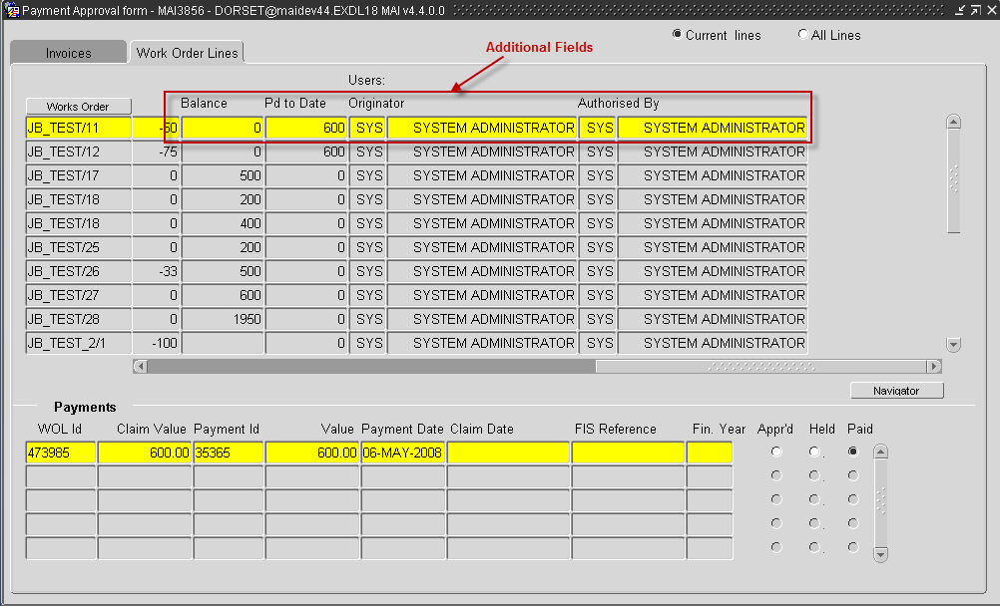 Payment Approval form - MAI3856 - DORSET@maidev44.EXDL18 MAI v4.4.0.0
Current lines All Lines
Invoices Work Order Lines
Additional Fields
Users:
Works Order Balance Pd to Date Originator Authorised By
JB_TEST/11 -50 0 600 SYS SYSTEM ADMINISTRATOR SYS SYSTEM ADMINISTRATOR
JB_TEST/12 -75 0 600 SYS SYSTEM ADMINISTRATOR SYS SYSTEM ADMINISTRATOR
JB_TEST/17 0 500 0 SYS SYSTEM ADMINISTRATOR SYS SYSTEM ADMINISTRATOR
JB_TEST/18 0 200 0 SYS SYSTEM ADMINISTRATOR SYS SYSTEM ADMINISTRATOR
JB_TEST/18 0 400 0 SYS SYSTEM ADMINISTRATOR SYS SYSTEM ADMINISTRATOR
JB_TEST/25 0 200 0 SYS SYSTEM ADMINISTRATOR SYS SYSTEM ADMINISTRATOR
JB_TEST/26 -33 500 0 SYS SYSTEM ADMINISTRATOR SYS SYSTEM ADMINISTRATOR
JB_TEST/27 0 600 0 SYS SYSTEM ADMINISTRATOR SYS SYSTEM ADMINISTRATOR
JB_TEST/28 0 1950 0 SYS SYSTEM ADMINISTRATOR SYS SYSTEM ADMINISTRATOR
JB_TEST_2/1 -100 0 SYS SYSTEM ADMINISTRATOR SYS SYSTEM ADMINISTRATOR
Navigator
Payments
WOL Id Claim Value Payment Id Value Payment Date Claim Date FIS Reference Fin. Year Appr'd Held Paid
473985 600.00 35365 600.00 06-MAY-2008